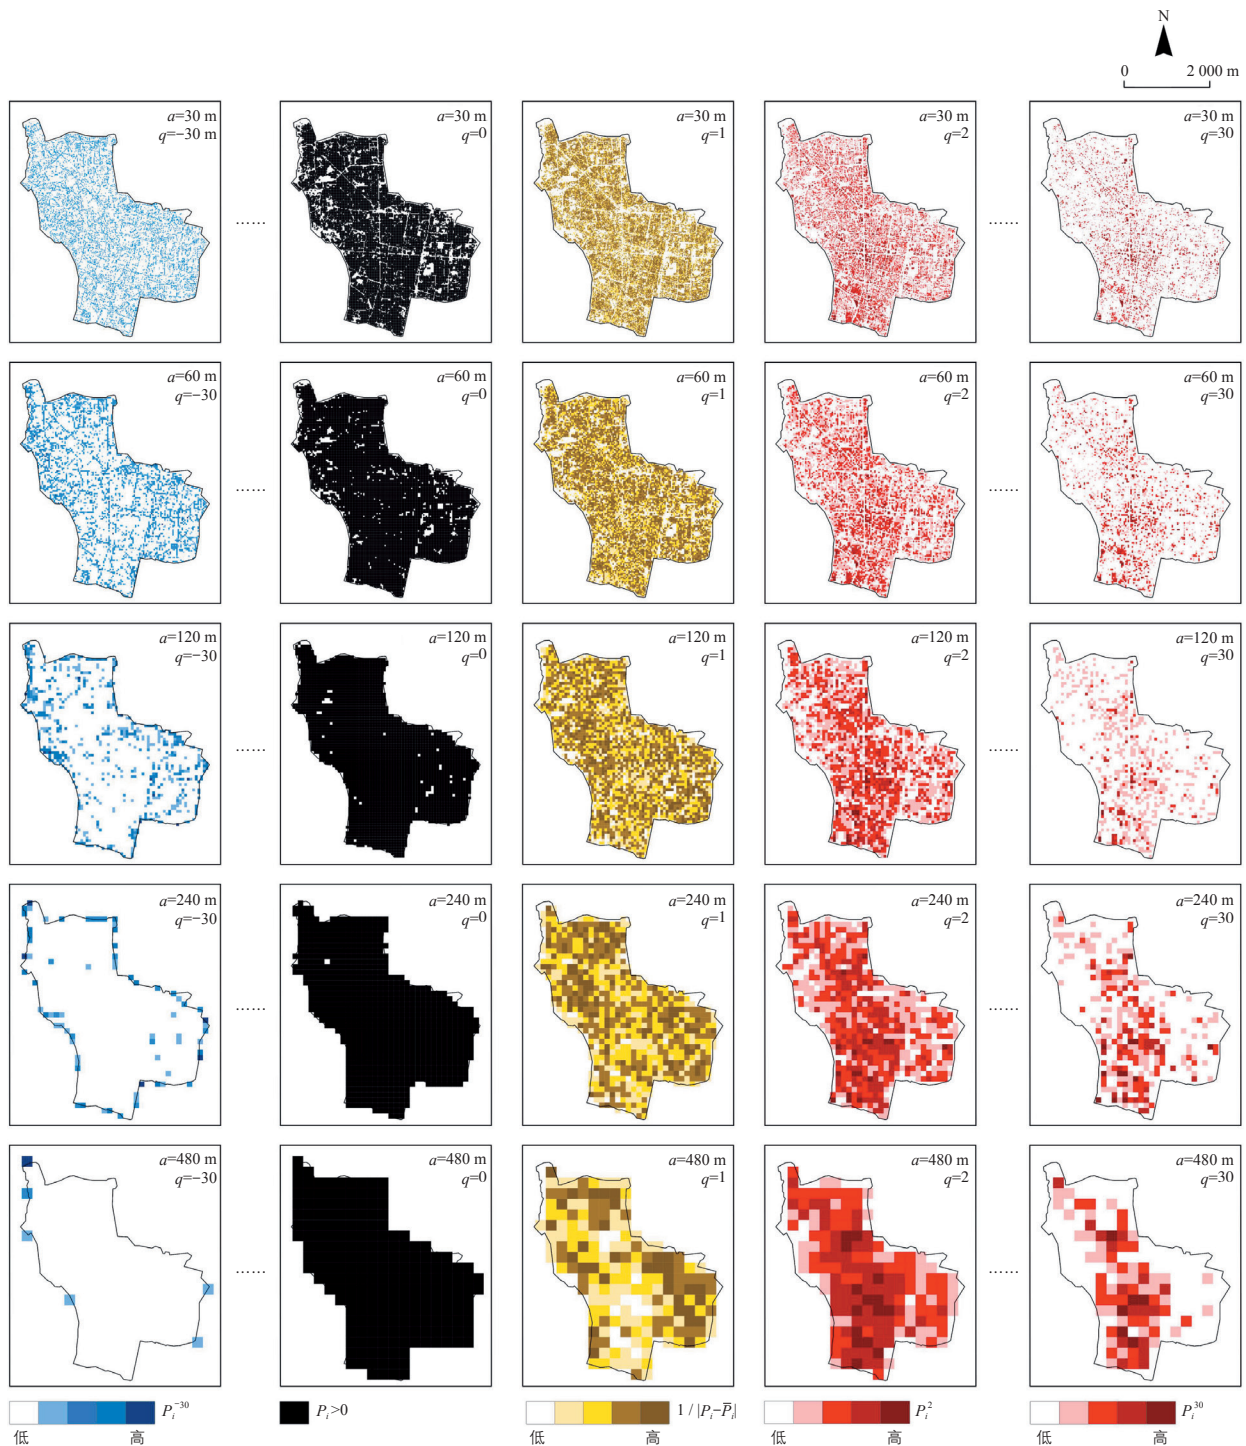 N
0 2 000 m
a=30 m
q=−30 m
a=30 m
q=0
a=30 m
q=1
a=30 m
q=2
a=30 m
q=30
......
......
a=60 m
q=−30
a=60 m
q=0
a=60 m
q=1
a=60 m
q=2
a=60 m
q=30
......
......
a=120 m
q=−30
a=120 m
q=0
a=120 m
q=1
a=120 m
q=2
a=120 m
q=30
......
......
a=240 m
q=−30
a=240 m
q=0
a=240 m
q=1
a=240 m
q=2
a=240 m
q=30
......
......
a=480 m
q=−30
a=480 m
q=0
a=480 m
q=1
a=480 m
q=2
a=480 m
q=30
......
......
P_i^−30
低 高
P_i>0
1 / |P_i−P̅_i|
低 高
P_i^2
低 高
P_i^30
低 高